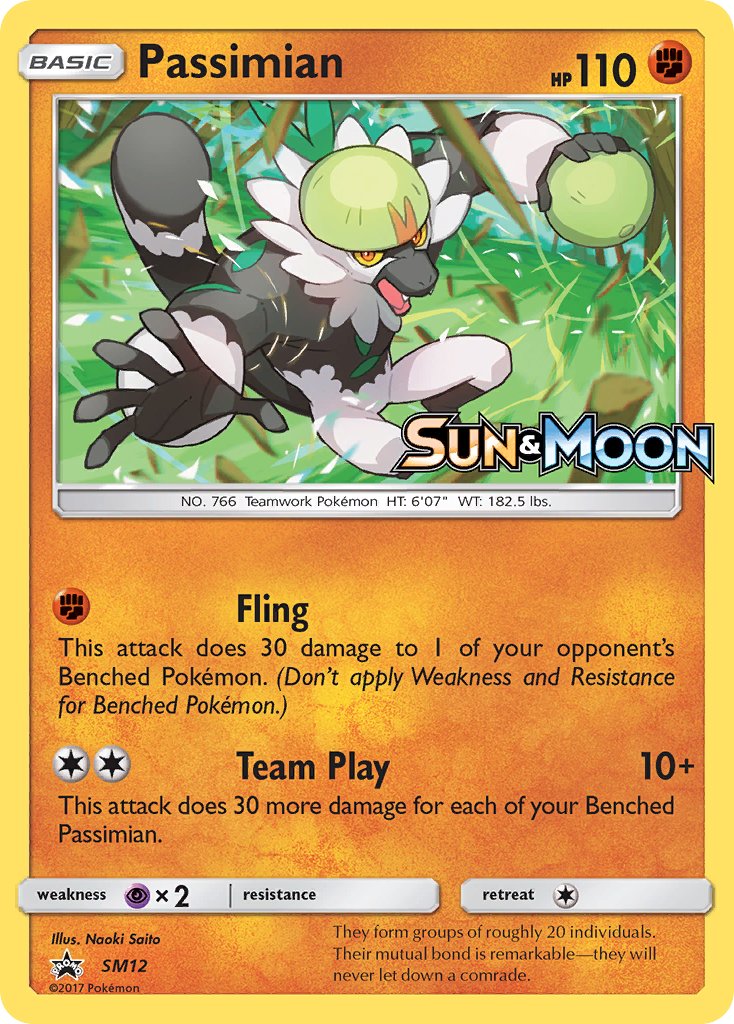 BASIC Passimian HP 110
SUN & MOON
NO. 766 Teamwork Pokémon HT: 6'07" WT: 182.5 lbs.
Fling
This attack does 30 damage to 1 of your opponent's
Benched Pokémon. (Don't apply Weakness and Resistance
for Benched Pokémon.)
Team Play 10+
This attack does 30 more damage for each of your Benched
Passimian.
weakness ×2 resistance retreat
Illus. Naoki Saito
PROMO SM12
©2017 Pokémon
They form groups of roughly 20 individuals.
Their mutual bond is remarkable—they will
never let down a comrade.